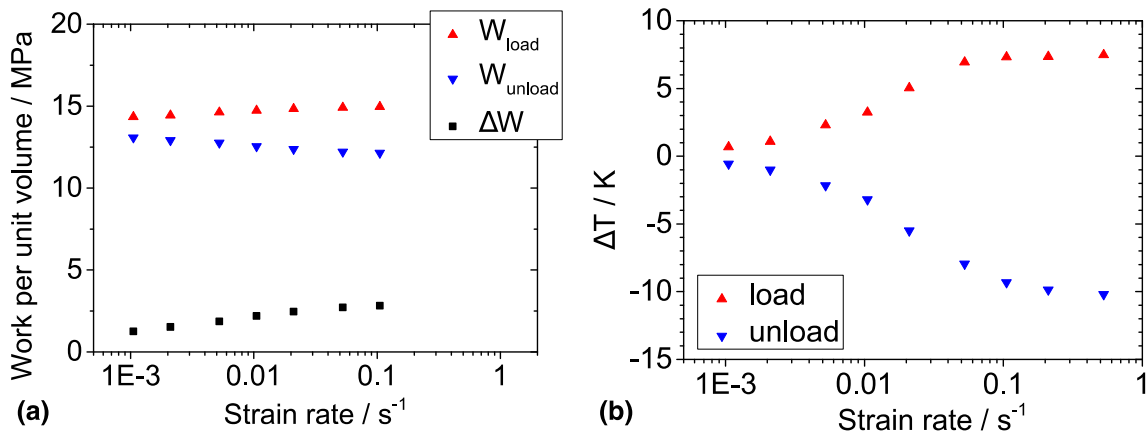 Work per unit volume / MPa
20
15
10
5
0
W_load
W_unload
ΔW
1E-3 0.01 0.1 1
Strain rate / s⁻¹
(a)
ΔT / K
10
5
0
-5
-10
-15
load
unload
1E-3 0.01 0.1 1
Strain rate / s⁻¹
(b)